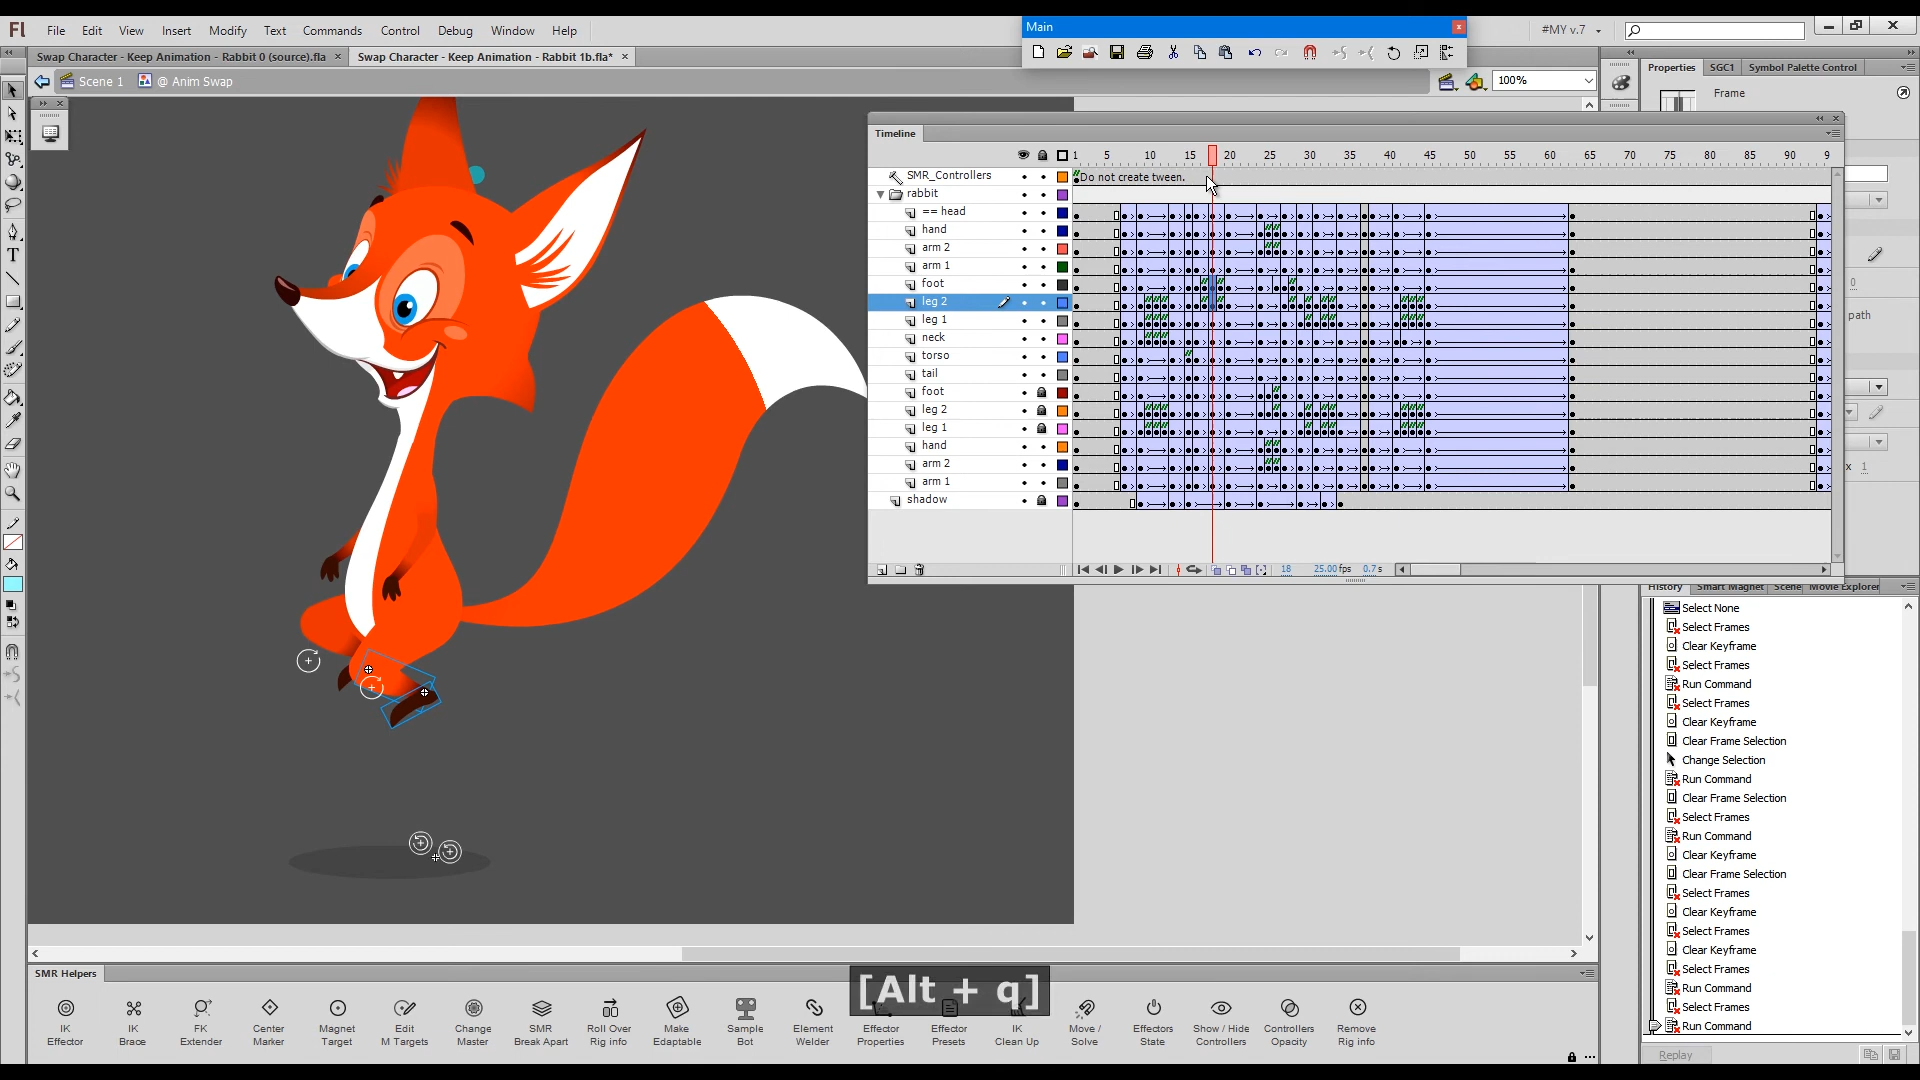 Main
Fl File Edit View Insert Modify Text Commands Control Debug Window Help
#MY v.7
Swap Character - Keep Animation - Rabbit 0 (source).fla
Swap Character - Keep Animation - Rabbit 1b.fla*
Scene 1 @ Anim Swap
100%
Properties SGC1 Symbol Palette Control
Frame
Timeline
1 5 10 15 20 25 30 35 40 45 50 55 60 65 70 75 80 85 90 9
SMR_Controllers
Do not create tween.
rabbit
== head
hand
arm 2
arm 1
foot
leg 2
leg 1
neck
torso
tail
foot
leg 2
leg 1
hand
arm 2
arm 1
shadow
18 25.00 fps 0.7 s
0
path
x 1
History Smart Magnet Scene Movie Explorer
Select None
Select Frames
Clear Keyframe
Select Frames
Run Command
Select Frames
Clear Keyframe
Clear Frame Selection
Change Selection
Run Command
Clear Frame Selection
Select Frames
Run Command
Clear Keyframe
Clear Frame Selection
Select Frames
Clear Keyframe
Select Frames
Clear Keyframe
Select Frames
Run Command
Select Frames
Run Command
Replay
SMR Helpers
[Alt + q]
IK Effector
IK Brace
FK Extender
Center Marker
Magnet Target
Edit M Targets
Change Master
SMR Break Apart
Roll Over Rig info
Make Adaptable
Sample Bot
Element Welder
Effector Properties
Effector Presets
IK Clean Up
Move / Solve
Effectors State
Show / Hide Controllers
Controllers Opacity
Remove Rig info